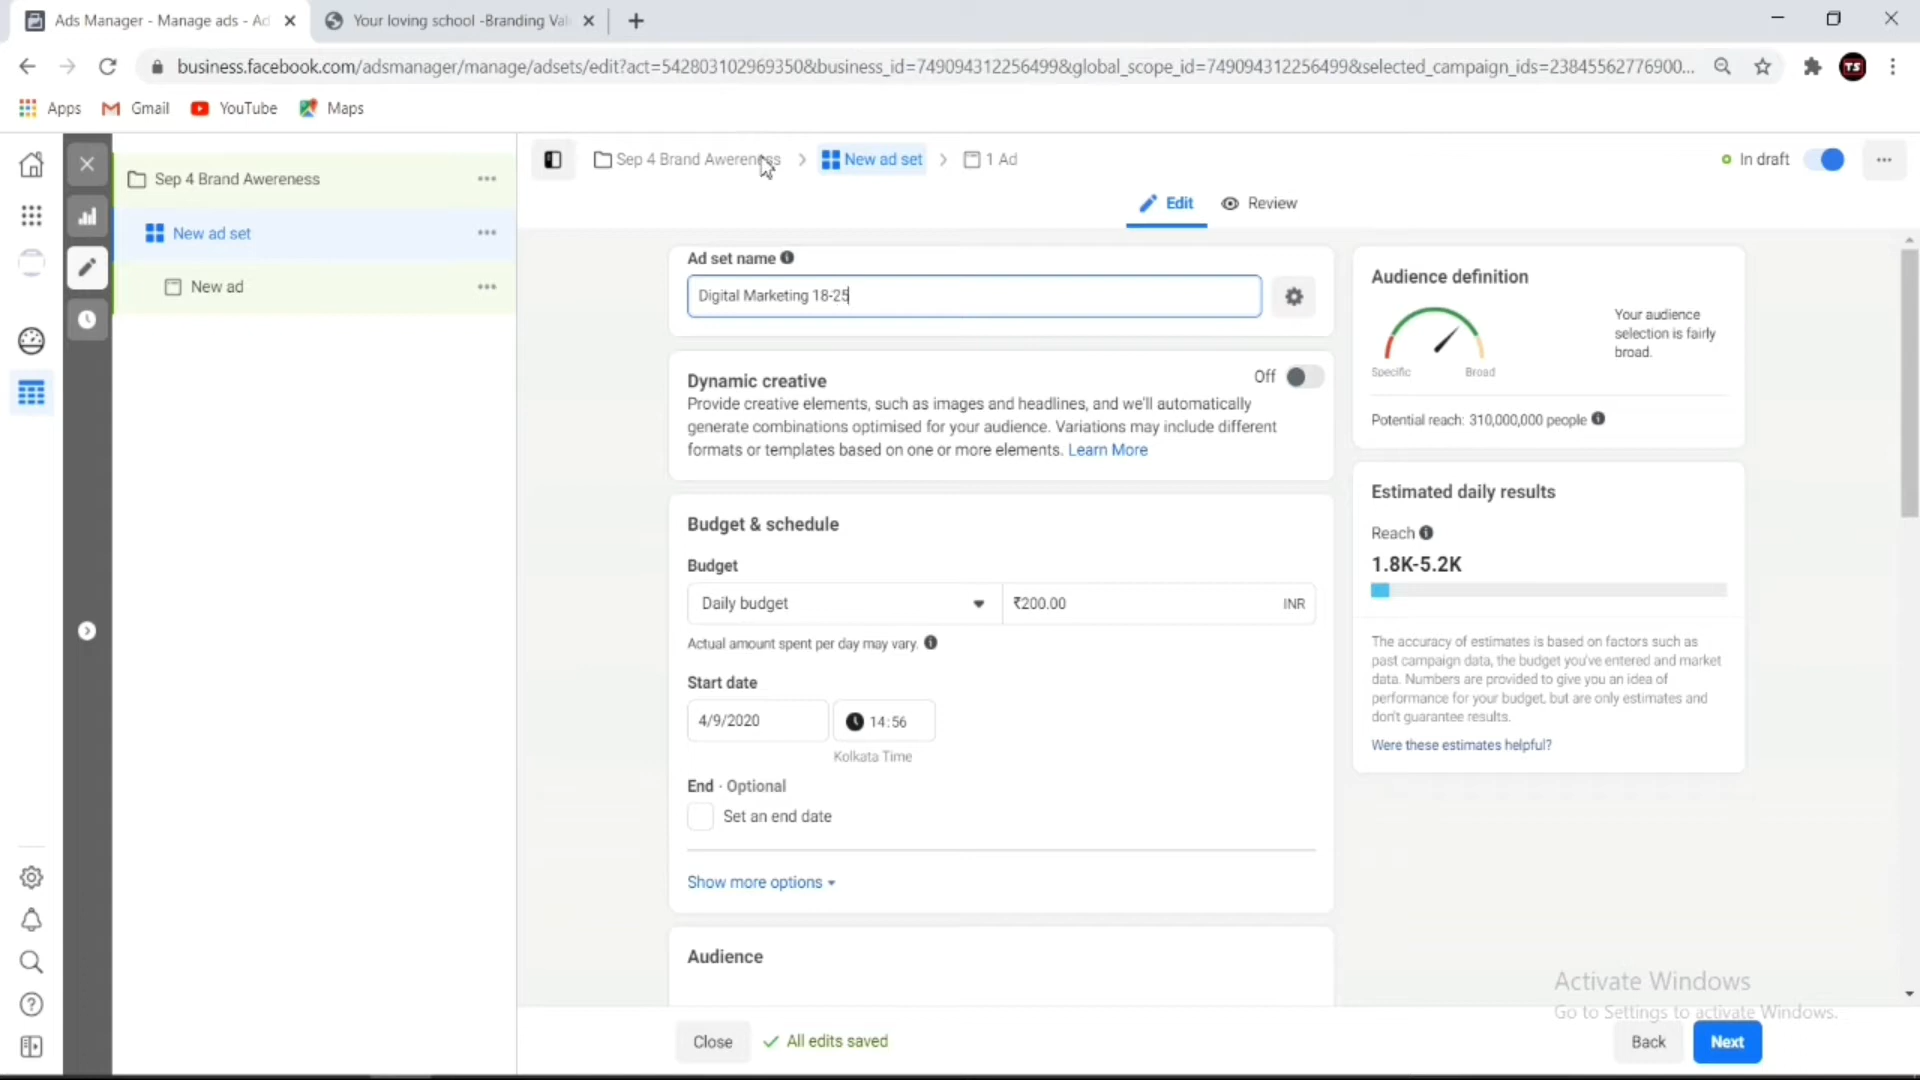 Ads Manager - Manage ads - Ad
Your loving school -Branding Val
business.facebook.com/adsmanager/manage/adsets/edit?act=542803102969350&business_id=749094312256499&global_scope_id=749094312256499&selected_campaign_ids=23845562776900...
TS
Apps
Gmail
YouTube
Maps
Sep 4 Brand Awereness
New ad set
New ad
Sep 4 Brand Awereness
New ad set
1 Ad
In draft
Edit
Review
Ad set name
Digital Marketing 18-25
Dynamic creative
Off
Provide creative elements, such as images and headlines, and we'll automatically
generate combinations optimised for your audience. Variations may include different
formats or templates based on one or more elements. Learn More
Budget & schedule
Budget
Daily budget
₹200.00
INR
Actual amount spent per day may vary.
Start date
4/9/2020
14:56
Kolkata Time
End · Optional
Set an end date
Show more options
Audience
Audience definition
Your audience
selection is fairly
broad.
Specific
Broad
Potential reach: 310,000,000 people
Estimated daily results
Reach
1.8K-5.2K
The accuracy of estimates is based on factors such as
past campaign data, the budget you've entered and market
data. Numbers are provided to give you an idea of
performance for your budget, but are only estimates and
don't guarantee results.
Were these estimates helpful?
Activate Windows
Go to Settings to activate Windows.
Close
All edits saved
Back
Next